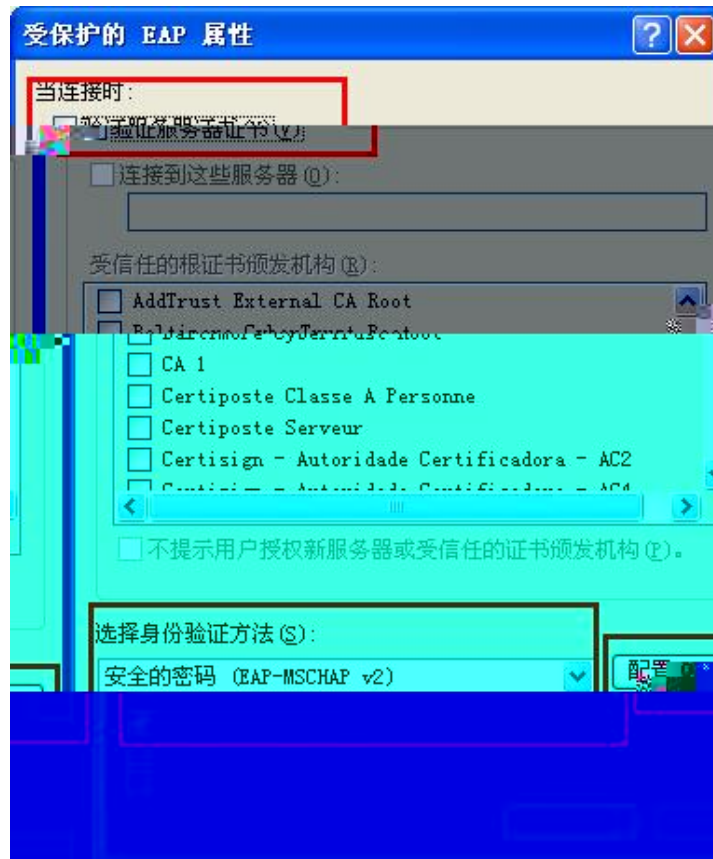 受保护的 EAP 属性
当连接时:
验证服务器证书(V)
连接到这些服务器(O):
受信任的根证书颁发机构(R):
AddTrust External CA Root
CA 1
Certiposte Classe A Personne
Certiposte Serveur
Certisign - Autoridade Certificadora - AC2
Certisign - Autoridade Certificadora - AC4
不提示用户授权新服务器或受信任的证书颁发机构(P)。
选择身份验证方法(S):
安全的密码 (EAP-MSCHAP v2)
配置